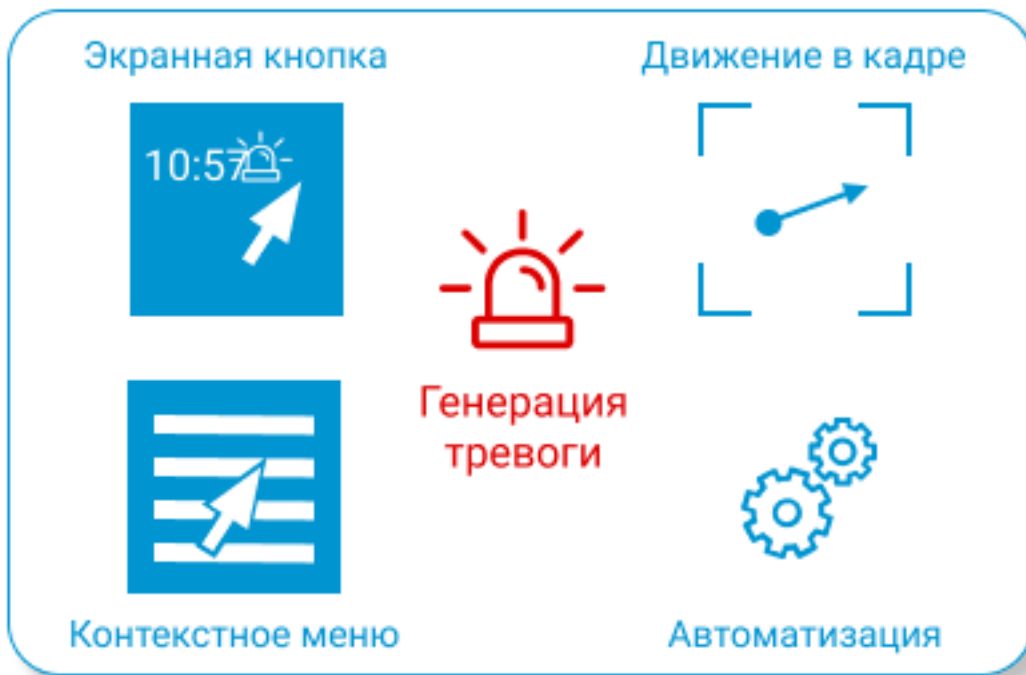 Экранная кнопка
Движение в кадре
10:57
Генерация
тревоги
Контекстное меню
Автоматизация